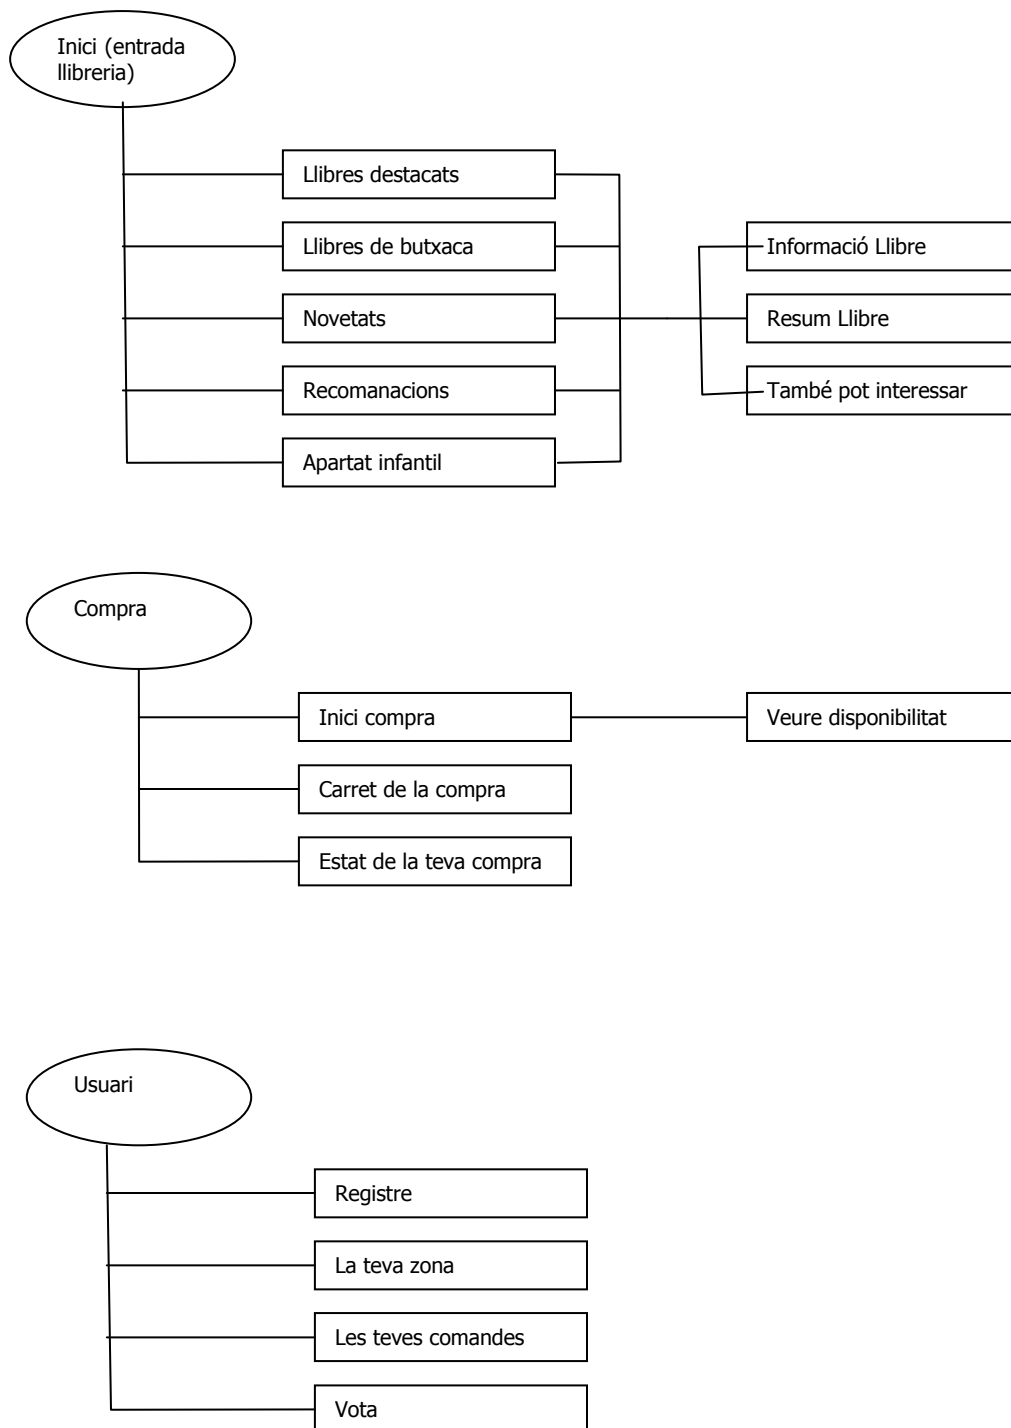 Inici (entrada
llibreria)
Llibres destacats
Llibres de butxaca
Informació Llibre
Novetats
Resum Llibre
Recomanacions
També pot interessar
Apartat infantil
Compra
Inici compra
Veure disponibilitat
Carret de la compra
Estat de la teva compra
Usuari
Registre
La teva zona
Les teves comandes
Vota